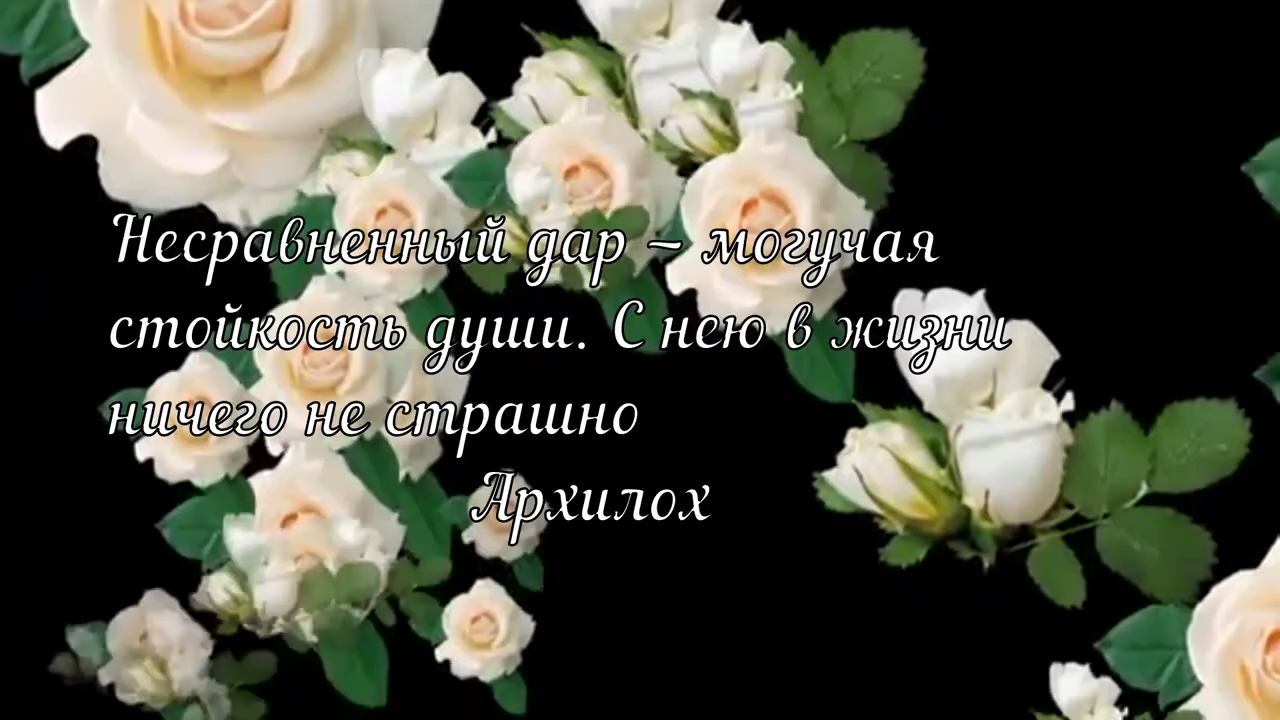 Несравненный дар – могучая
стойкость души. С нею в жизни
ничего не страшно
Архилох